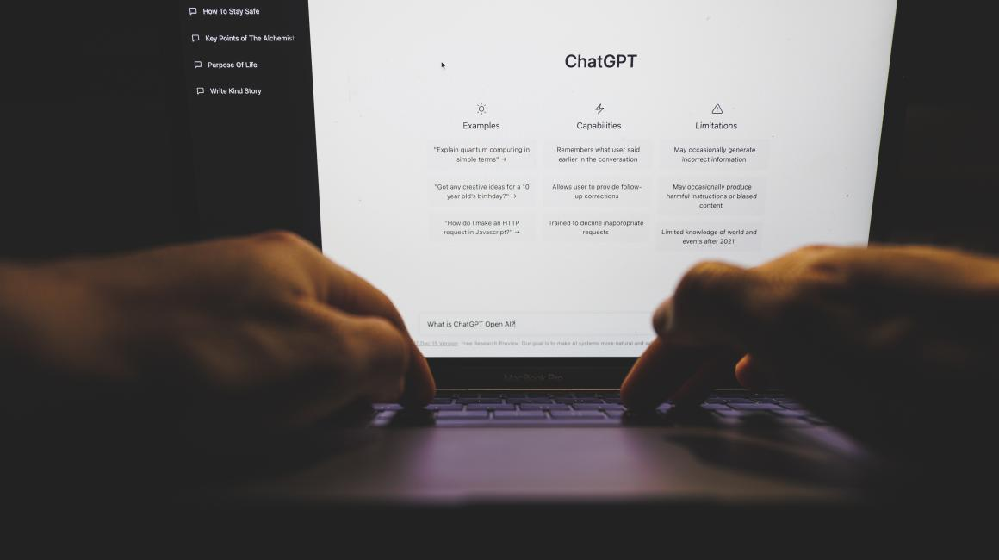 How To Stay Safe
Key Points of The Alchemist
Purpose Of Life
Write Kind Story
ChatGPT
Examples
"Explain quantum computing in
simple terms" →
"Got any creative ideas for a 10
year old's birthday?" →
"How do I make an HTTP
request in Javascript?" →
Capabilities
Remembers what user said
earlier in the conversation
Allows user to provide follow-
up corrections
Trained to decline inappropriate
requests
Limitations
May occasionally generate
incorrect information
May occasionally produce
harmful instructions or biased
content
Limited knowledge of world and
events after 2021
What is ChatGPT Open AI?
Dec 15 Version. Free Research Preview. Our goal is to make AI systems more natural and
MacBook Pro